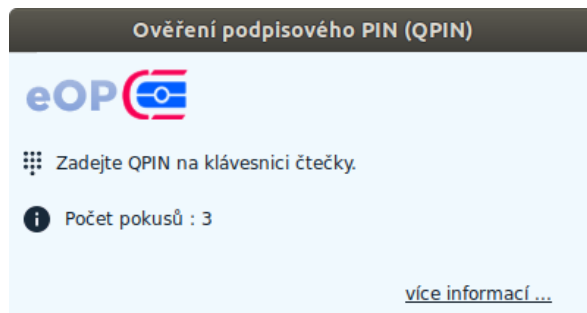 Ověření podpisového PIN (QPIN)
eOP
Zadejte QPIN na klávesnici čtečky.
Počet pokusů : 3
více informací ...